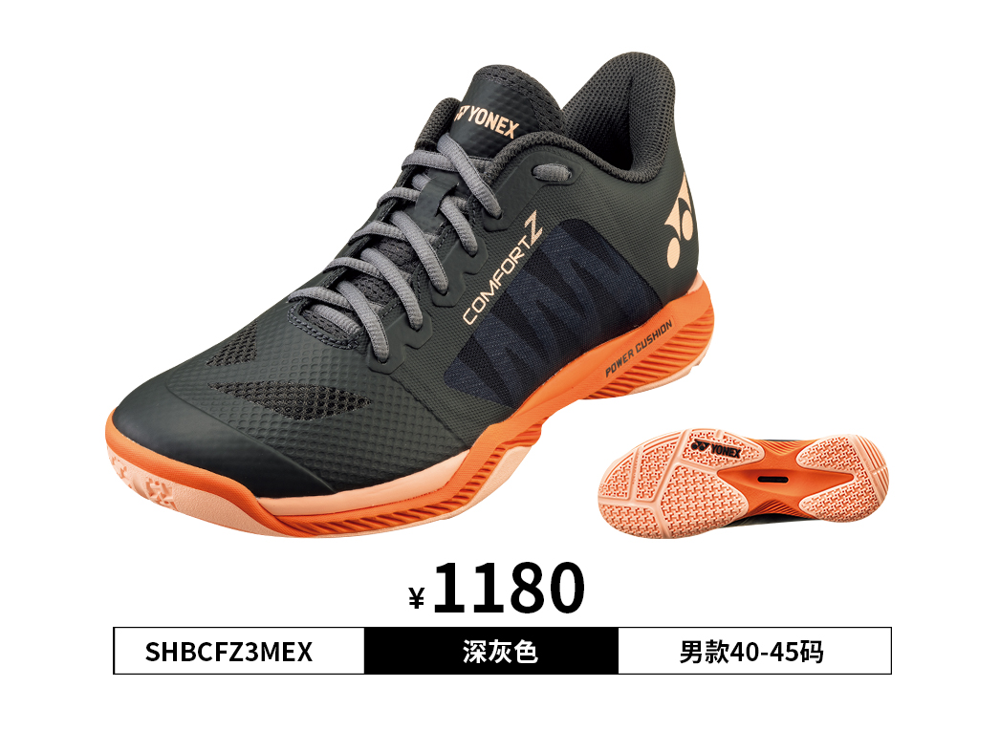 YONEX
COMFORT Z
POWER CUSHION
YONEX
¥1180
SHBCFZ3MEX
深灰色
男款40-45码